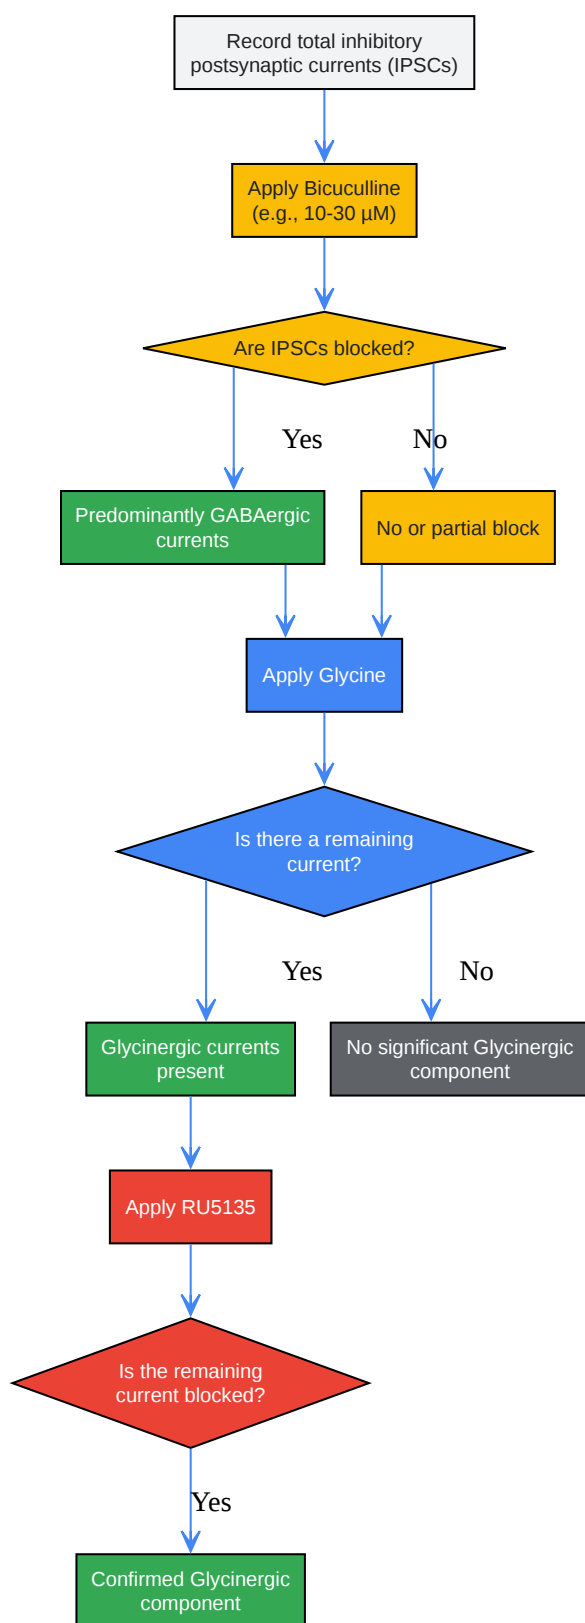 Record total inhibitory
postsynaptic currents (IPSCs)
Apply Bicuculline
(e.g., 10-30 µM)
Are IPSCs blocked?
Yes
No
Predominantly GABAergic
currents
No or partial block
Apply Glycine
Is there a remaining
current?
Yes
No
Glycinergic currents
present
No significant Glycinergic
component
Apply RU5135
Is the remaining
current blocked?
Yes
Confirmed Glycinergic
component